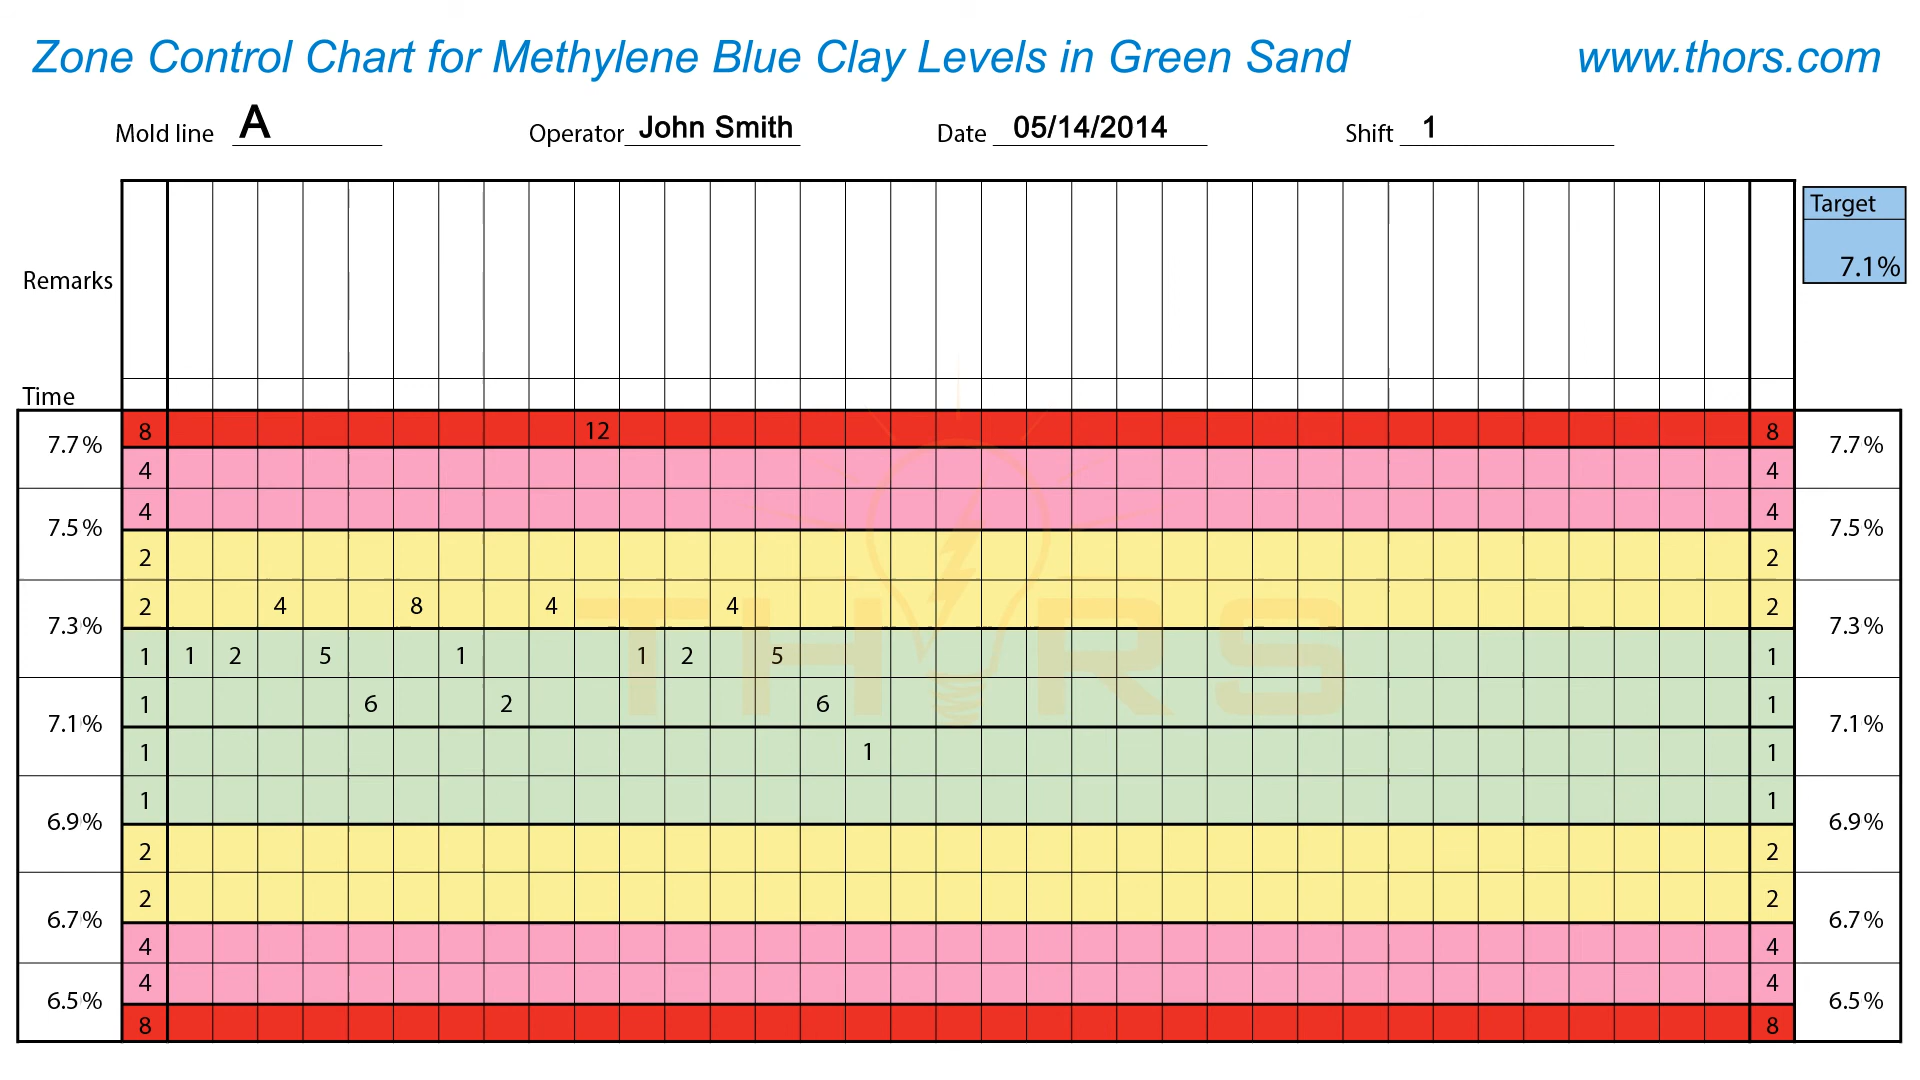 Zone Control Chart for Methylene Blue Clay Levels in Green Sand www.thors.com
Mold line A Operator John Smith Date 05/14/2014 Shift 1
Target
7.1%
Remarks
Time
7.7% 8 12 8 7.7%
4 4
7.5% 4 4 7.5%
2 2
7.3% 2 4 8 4 4 2 7.3%
1 1 2 5 1 1 2 5 1
7.1% 1 6 2 6 1 7.1%
1 1 1
6.9% 1 1 6.9%
2 2
6.7% 2 2 6.7%
4 4
6.5% 4 4 6.5%
8 8
THORS